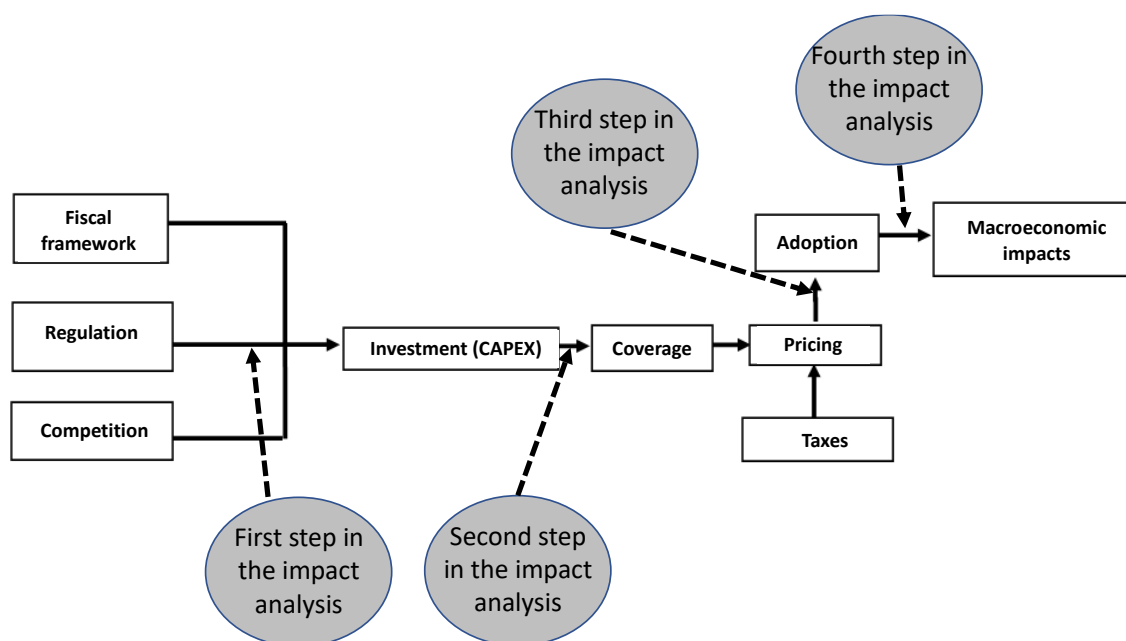 Fourth step in
the impact
analysis
Third step in
the impact
analysis
Fiscal
framework
Adoption
Macroeconomic
impacts
Regulation
Investment (CAPEX)
Coverage
Pricing
Competition
Taxes
First step in
the impact
analysis
Second step
in the impact
analysis